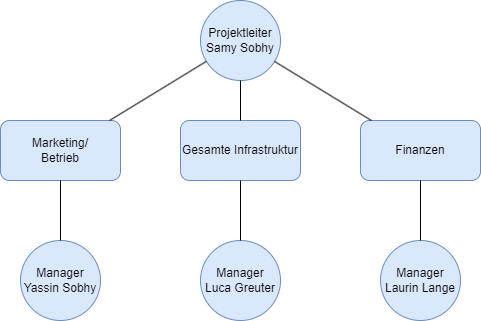 Projektleiter
Samy Sobhy
Marketing/
Betrieb
Gesamte Infrastruktur
Finanzen
Manager
Yassin Sobhy
Manager
Luca Greuter
Manager
Laurin Lange